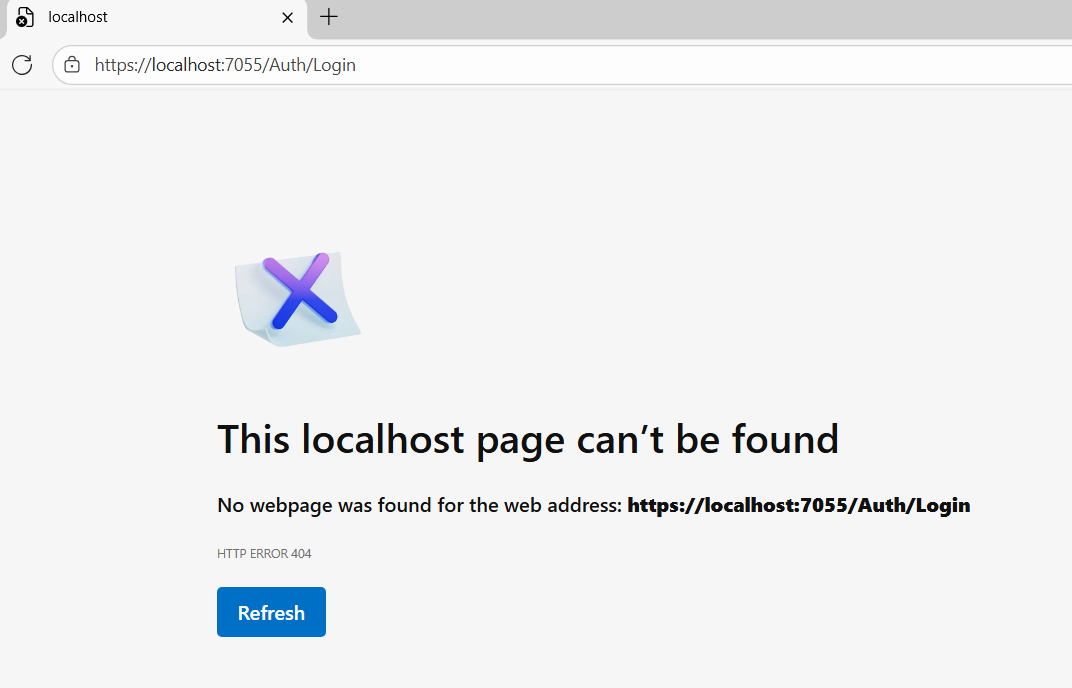 localhost
https://localhost:7055/Auth/Login
This localhost page can’t be found
No webpage was found for the web address: https://localhost:7055/Auth/Login
HTTP ERROR 404
Refresh